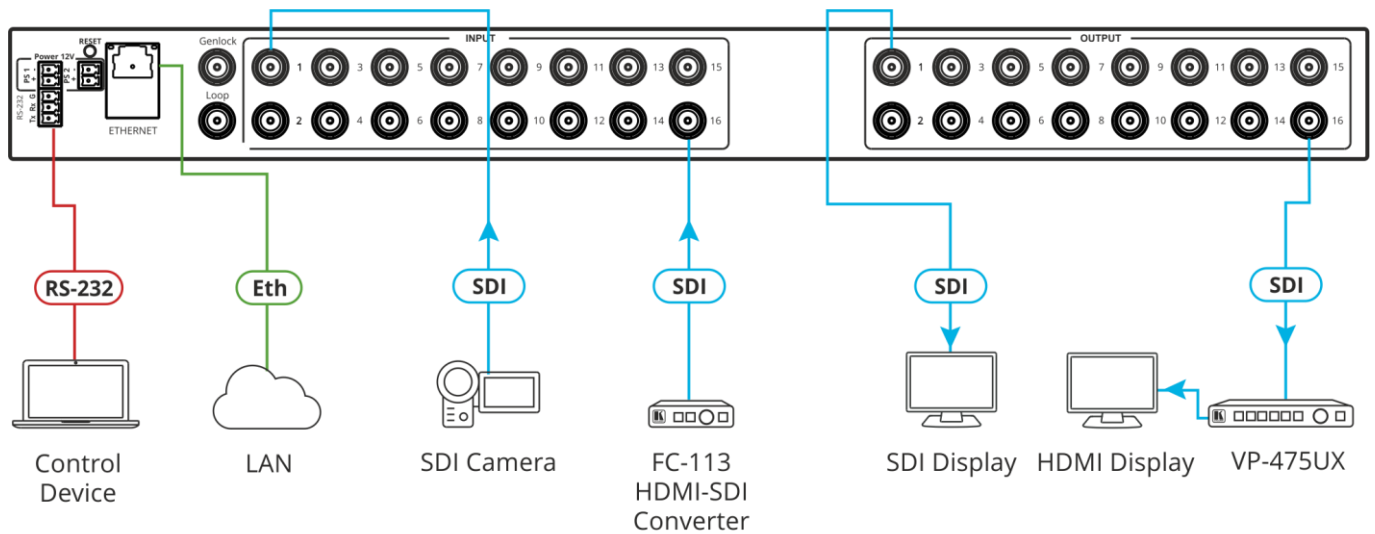 RESET
Power 12V
PS 1
-
+
PS 2
-
+
RS-232
G
Rx
Tx
ETHERNET
Genlock
Loop
INPUT
1 3 5 7 9 11 13 15
2 4 6 8 10 12 14 16
OUTPUT
1 3 5 7 9 11 13 15
2 4 6 8 10 12 14 16
RS-232
Eth
SDI
SDI
SDI
SDI
Control
Device
LAN
SDI Camera
FC-113
HDMI-SDI
Converter
SDI Display
HDMI Display
VP-475UX